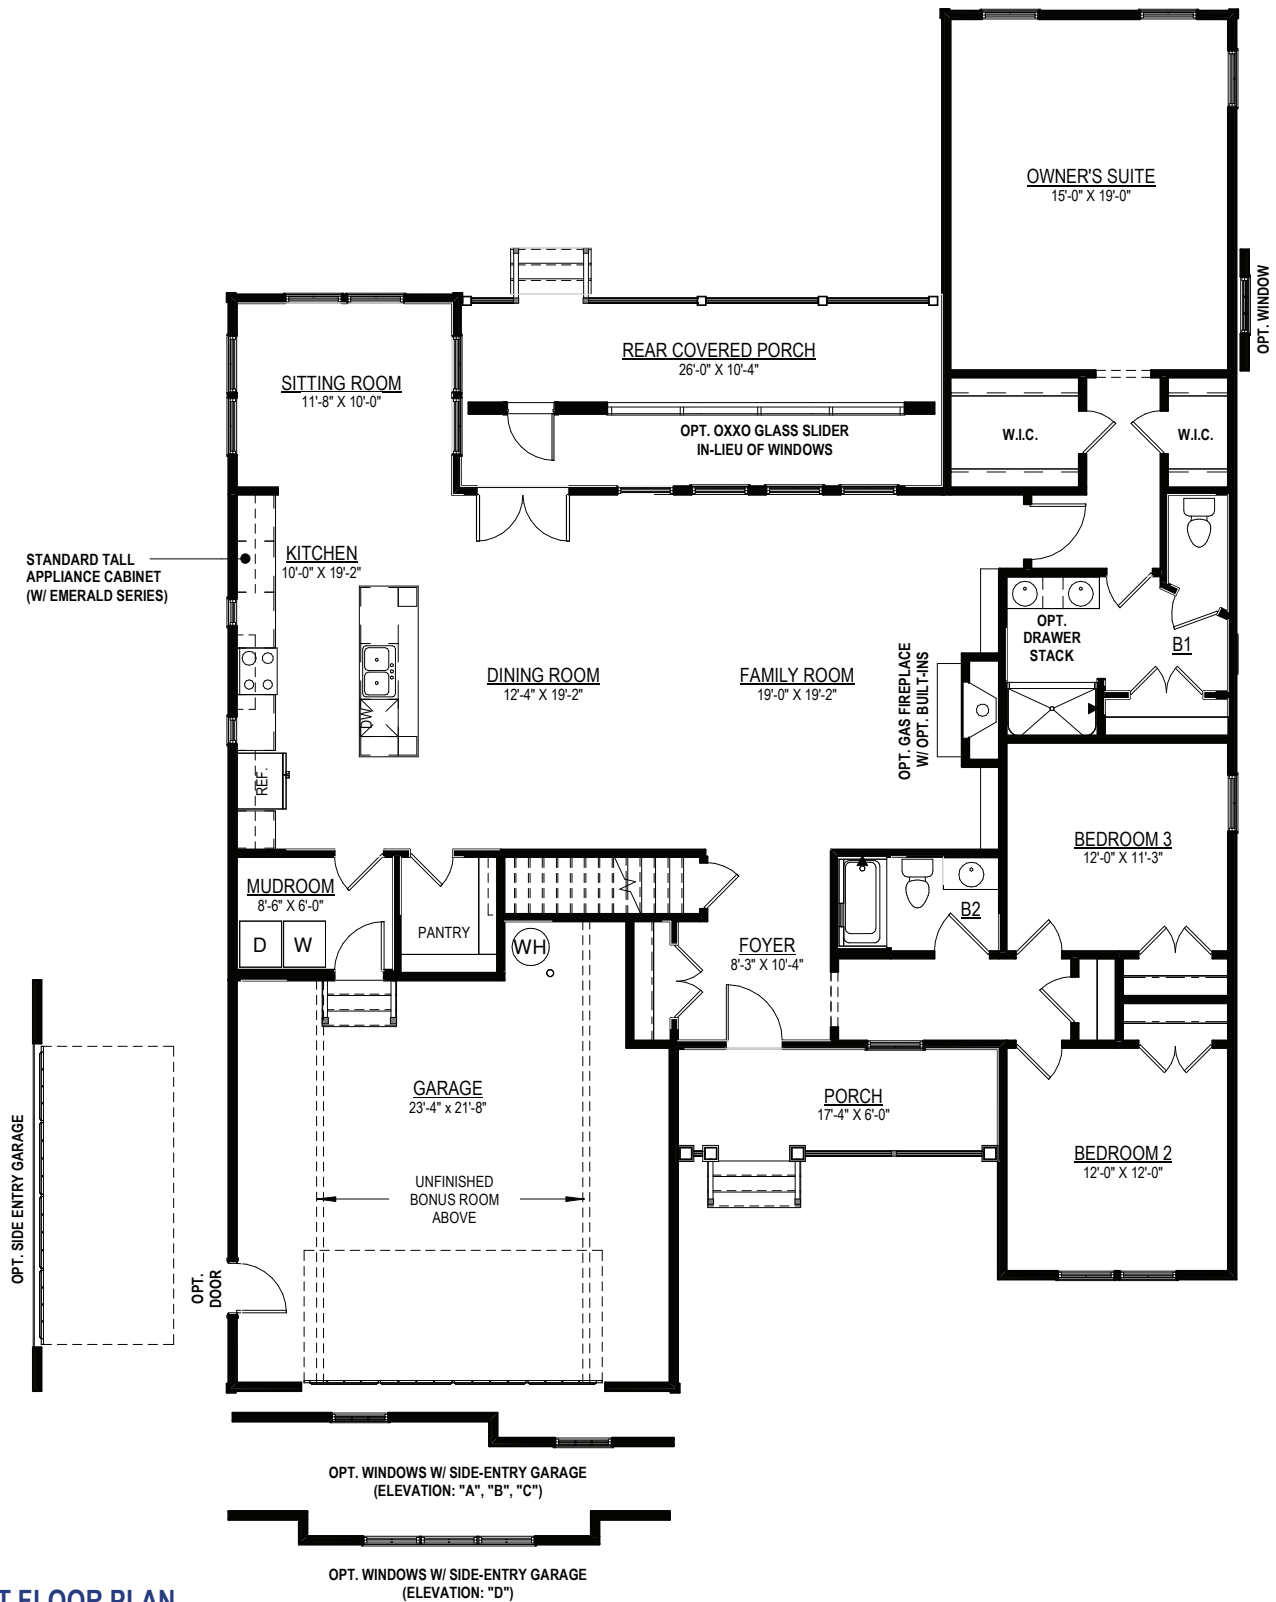 OWNER'S SUITE
15'-0" X 19'-0"
OPT. WINDOW
REAR COVERED PORCH
26'-0" X 10'-4"
SITTING ROOM
11'-8" X 10'-0"
OPT. OXXO GLASS SLIDER
IN-LIEU OF WINDOWS
W.I.C.
W.I.C.
STANDARD TALL
APPLIANCE CABINET
(W/ EMERALD SERIES)
KITCHEN
10'-0" X 19'-2"
OPT.
DRAWER
STACK
B1
DINING ROOM
12'-4" X 19'-2"
FAMILY ROOM
19'-0" X 19'-2"
OPT. GAS FIREPLACE
W/ OPT. BUILT-INS
DW
REF.
BEDROOM 3
12'-0" X 11'-3"
MUDROOM
8'-6" X 6'-0"
D
W
PANTRY
WH
FOYER
8'-3" X 10'-4"
B2
GARAGE
23'-4" x 21'-8"
PORCH
17'-4" X 6'-0"
BEDROOM 2
12'-0" X 12'-0"
OPT. SIDE ENTRY GARAGE
UNFINISHED
BONUS ROOM
ABOVE
OPT.
DOOR
OPT. WINDOWS W/ SIDE-ENTRY GARAGE
(ELEVATION: "A", "B", "C")
OPT. WINDOWS W/ SIDE-ENTRY GARAGE
(ELEVATION: "D")
T FLOOR PLAN